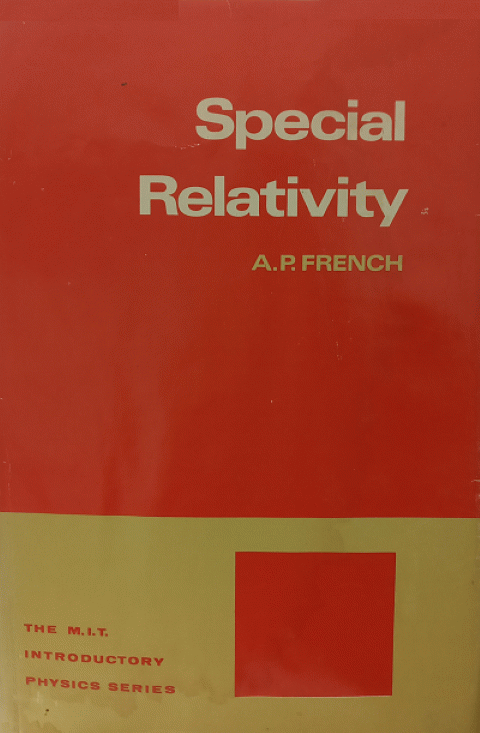 Special
Relativity
A.P. FRENCH
THE M.I.T.
INTRODUCTORY
PHYSICS SERIES